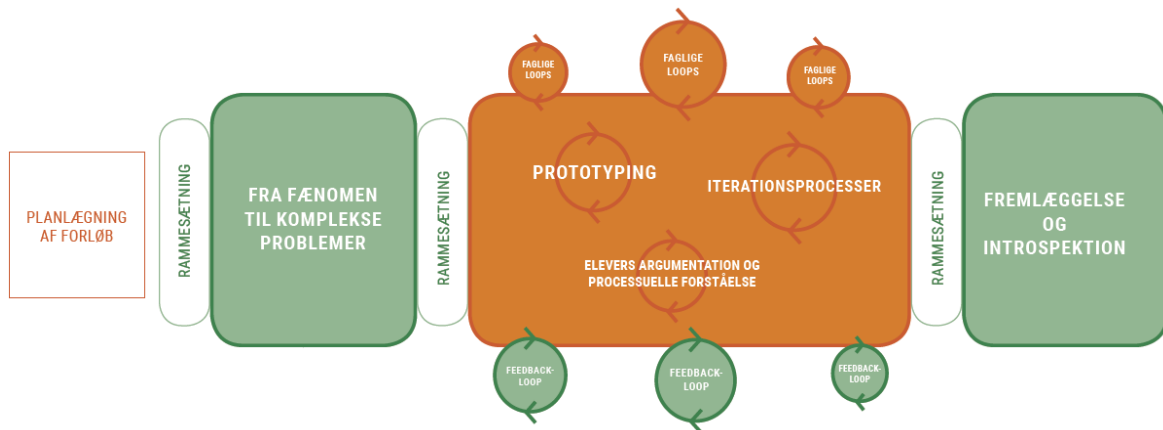 FAGLIGE
LOOPS
FAGLIGE
LOOPS
FAGLIGE
LOOPS
PLANLÆGNING
AF FORLØB
RAMMESÆTNING
FRA FÆNOMEN
TIL KOMPLEKSE
PROBLEMER
RAMMESÆTNING
PROTOTYPING
ITERATIONSPROCESSER
ELEVERS ARGUMENTATION OG
PROCESSUELLE FORSTÅELSE
RAMMESÆTNING
FREMLÆGGELSE
OG
INTROSPEKTION
FEEDBACK-
LOOP
FEEDBACK-
LOOP
FEEDBACK-
LOOP